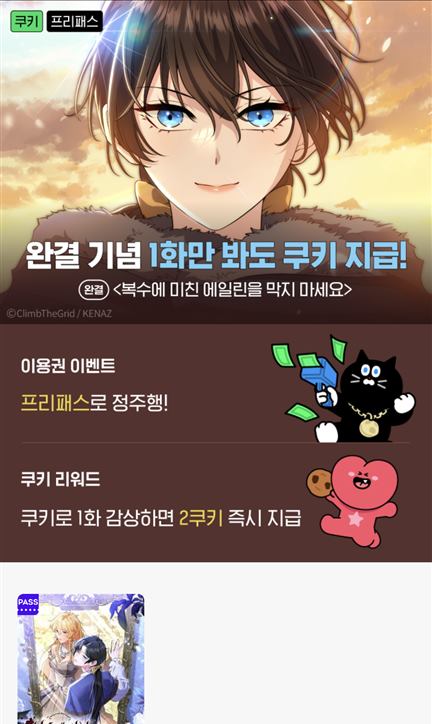 쿠키 프리패스
완결 기념 1화만 봐도 쿠키 지급!
완결 <복수에 미친 에일린을 막지 마세요>
©ClimbTheGrid / KENAZ
이용권 이벤트
프리패스로 정주행!
쿠키 리워드
쿠키로 1화 감상하면 2쿠키 즉시 지급
PASS